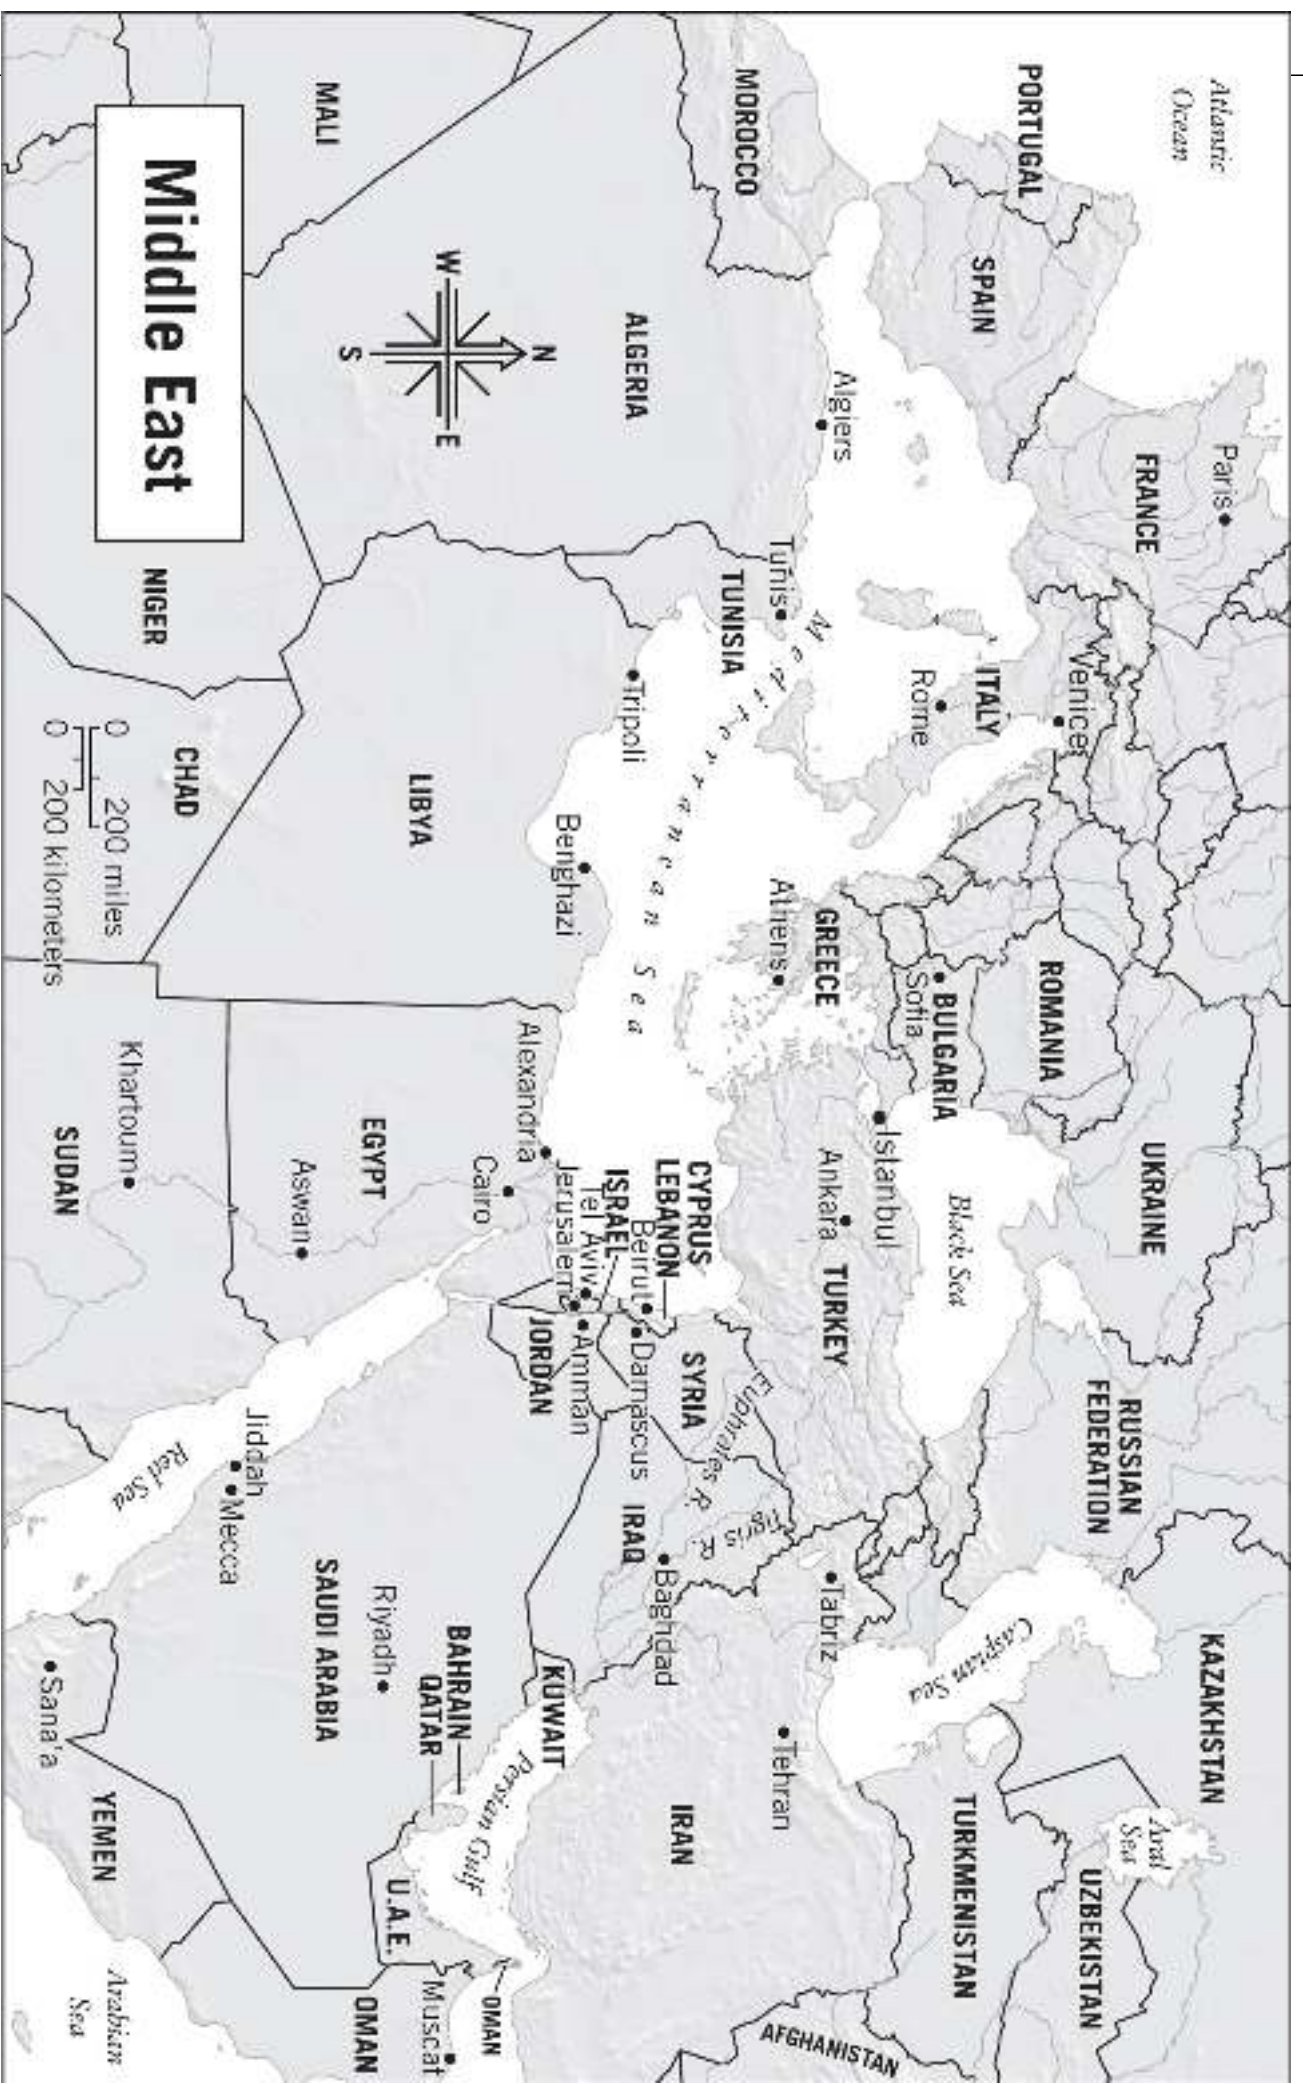 Atlantic
Ocean
PORTUGAL
SPAIN
FRANCE
Paris
MOROCCO
ALGERIA
Algiers
MALI
Middle East
N
W
E
S
NIGER
TUNISIA
Tunis
ITALY
Rome
Venice
Mediterranean Sea
Tripoli
LIBYA
Benghazi
CHAD
0 200 miles
0 200 kilometers
GREECE
Athens
BULGARIA
Sofia
ROMANIA
UKRAINE
Black Sea
Istanbul
Ankara
TURKEY
CYPRUS
LEBANON
Beirut
ISRAEL
Tel Aviv
Jerusalem
Alexandria
Cairo
EGYPT
Aswan
Khartoum
SUDAN
RUSSIAN
FEDERATION
SYRIA
Damascus
Amman
JORDAN
Euphrates R.
Tigris R.
IRAQ
Baghdad
Tabriz
Caspian Sea
KAZAKHSTAN
Aral
Sea
UZBEKISTAN
TURKMENISTAN
Tehran
IRAN
AFGHANISTAN
KUWAIT
Persian Gulf
BAHRAIN
QATAR
U.A.E.
OMAN
Muscat
OMAN
Riyadh
SAUDI ARABIA
Jiddah
Mecca
Red Sea
Sana'a
YEMEN
Arabian
Sea